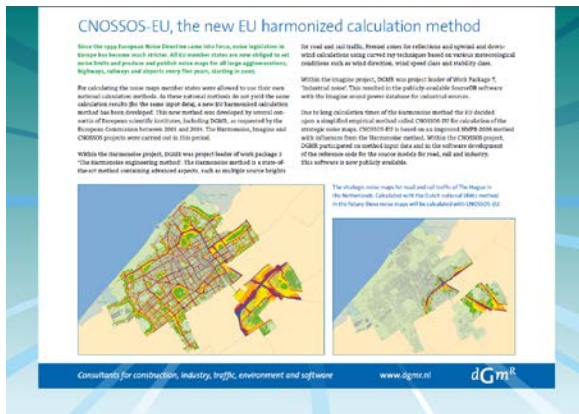 CNOSSOS-EU, the new EU harmonized calculation method
Since the 1999 European Noise Directive came into force, noise legislation in
Europe has become much stricter. All EU member states are now obliged to set
noise limits and produce and publish noise maps for all large agglomerations,
highways, railways and airports every five years, starting in 2007.
For calculating the noise maps member states were allowed to use their own
national calculation methods. As these national methods do not yield the same
calculation results (for the same input data), a new EU harmonized calculation
method has been developed. This new method was developed by several con-
sortia of European scientific institutes, including DGMR, as requested by the
European Commission between 2001 and 2015. The Harmonoise, Imagine and
CNOSSOS projects were carried out in this period.
Within the Harmonoise project, DGMR was project leader of work package 3
'The Harmonoise engineering method'. The Harmonoise method is a state-of-
the-art method containing advanced aspects, such as multiple source heights
for road and rail traffic, Fresnel zones for reflections and upwind and down-
wind calculations using curved ray techniques based on various meteorological
conditions such as wind direction, wind speed class and stability class.
Within the Imagine project, DGMR was project leader of Work Package 7,
'Industrial noise'. This resulted in the publicly-available SourceDB software
with the Imagine sound power database for industrial sources.
Due to long calculation times of the Harmonoise method the EU decided
upon a simplified empirical method called CNOSSOS-EU for calculation of the
strategic noise maps. CNOSSOS-EU is based on an improved NMPB-2008 method
with influences from the Harmonoise method. Within the CNOSSOS project,
DGMR participated on method input data and in the software development
of the reference code for the source models for road, rail and industry.
This software is now publicly available.
The strategic noise maps for road and rail traffic of The Hague in
the Netherlands. Calculated with the Dutch national SRM2 method
in the future these noise maps will be calculated with CNOSSOS-EU.
Consultants for construction, industry, traffic, environment and software
www.dgmr.nl
dGmR